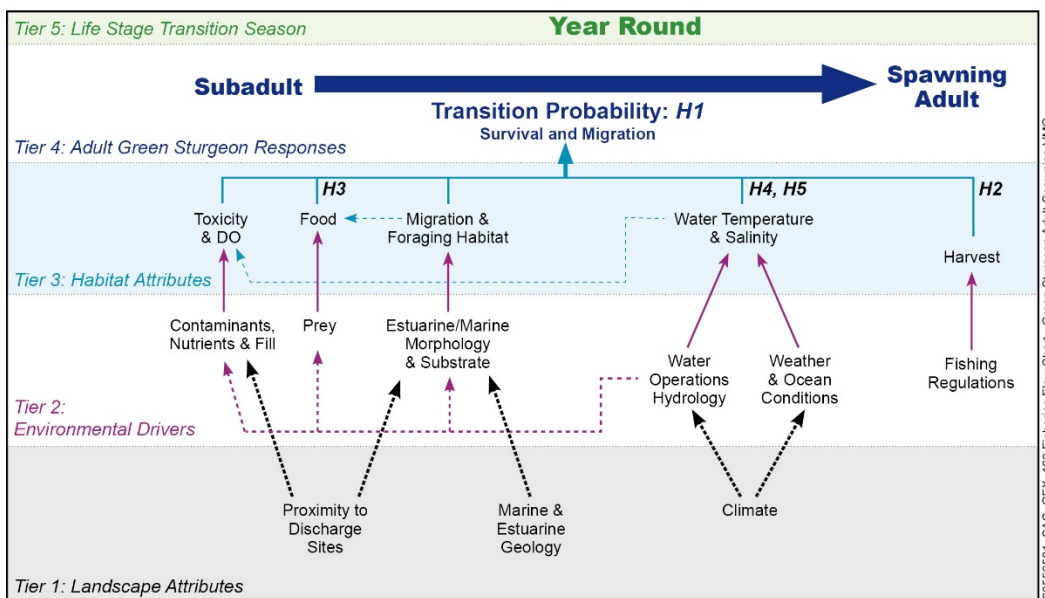 Tier 5: Life Stage Transition Season
Year Round
Subadult
Spawning
Adult
Transition Probability: H1
Survival and Migration
Tier 4: Adult Green Sturgeon Responses
H3
H4, H5
H2
Toxicity
& DO
Food
Migration &
Foraging Habitat
Water Temperature
& Salinity
Harvest
Tier 3: Habitat Attributes
Contaminants,
Nutrients & Fill
Prey
Estuarine/Marine
Morphology
& Substrate
Water
Operations
Hydrology
Weather
& Ocean
Conditions
Fishing
Regulations
Tier 2:
Environmental Drivers
Proximity to
Discharge
Sites
Marine &
Estuarine
Geology
Climate
Tier 1: Landscape Attributes